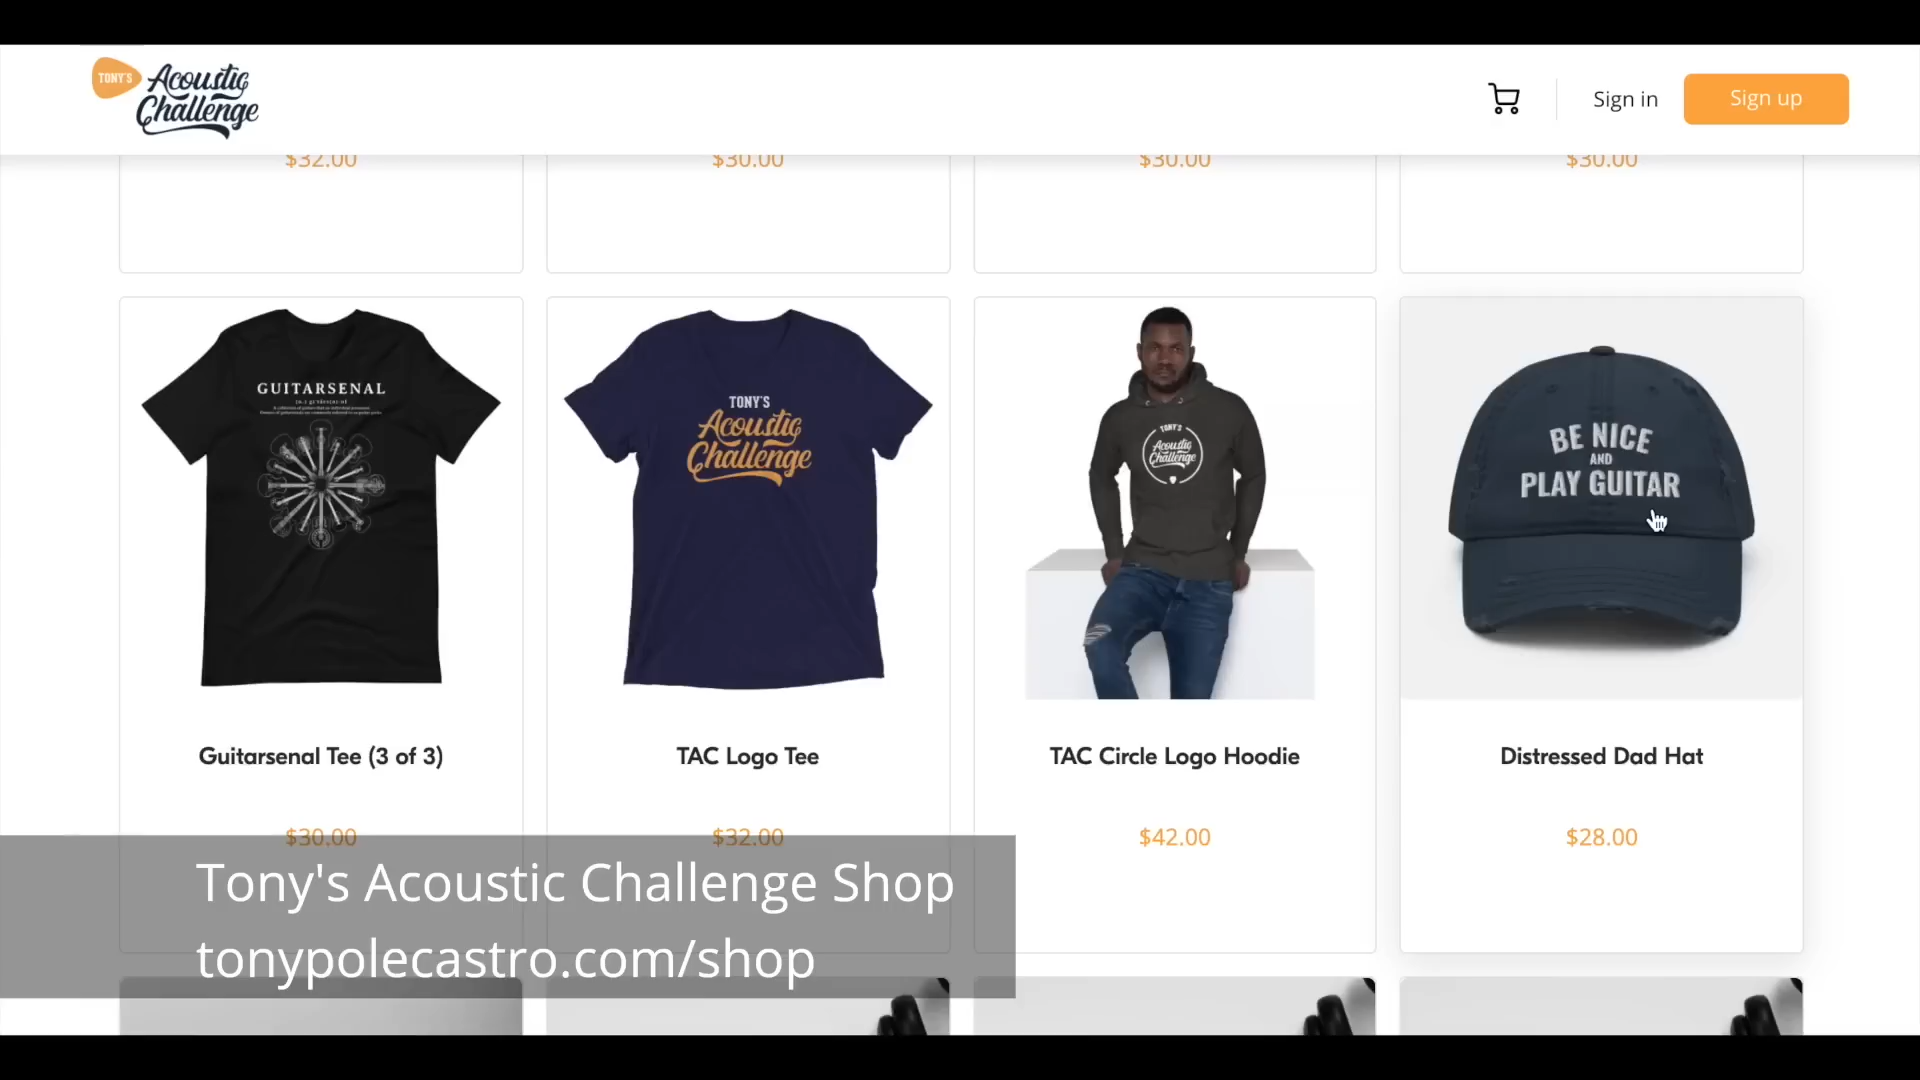 TONY'S
Acoustic
Challenge
Sign in
Sign up
$32.00
$30.00
$30.00
$30.00
GUITARSENAL
TONY'S
Acoustic
Challenge
TONY'S
Acoustic
Challenge
BE NICE
AND
PLAY GUITAR
Guitarsenal Tee (3 of 3)
TAC Logo Tee
TAC Circle Logo Hoodie
Distressed Dad Hat
$30.00
$32.00
$42.00
$28.00
Tony's Acoustic Challenge Shop
tonypolecastro.com/shop